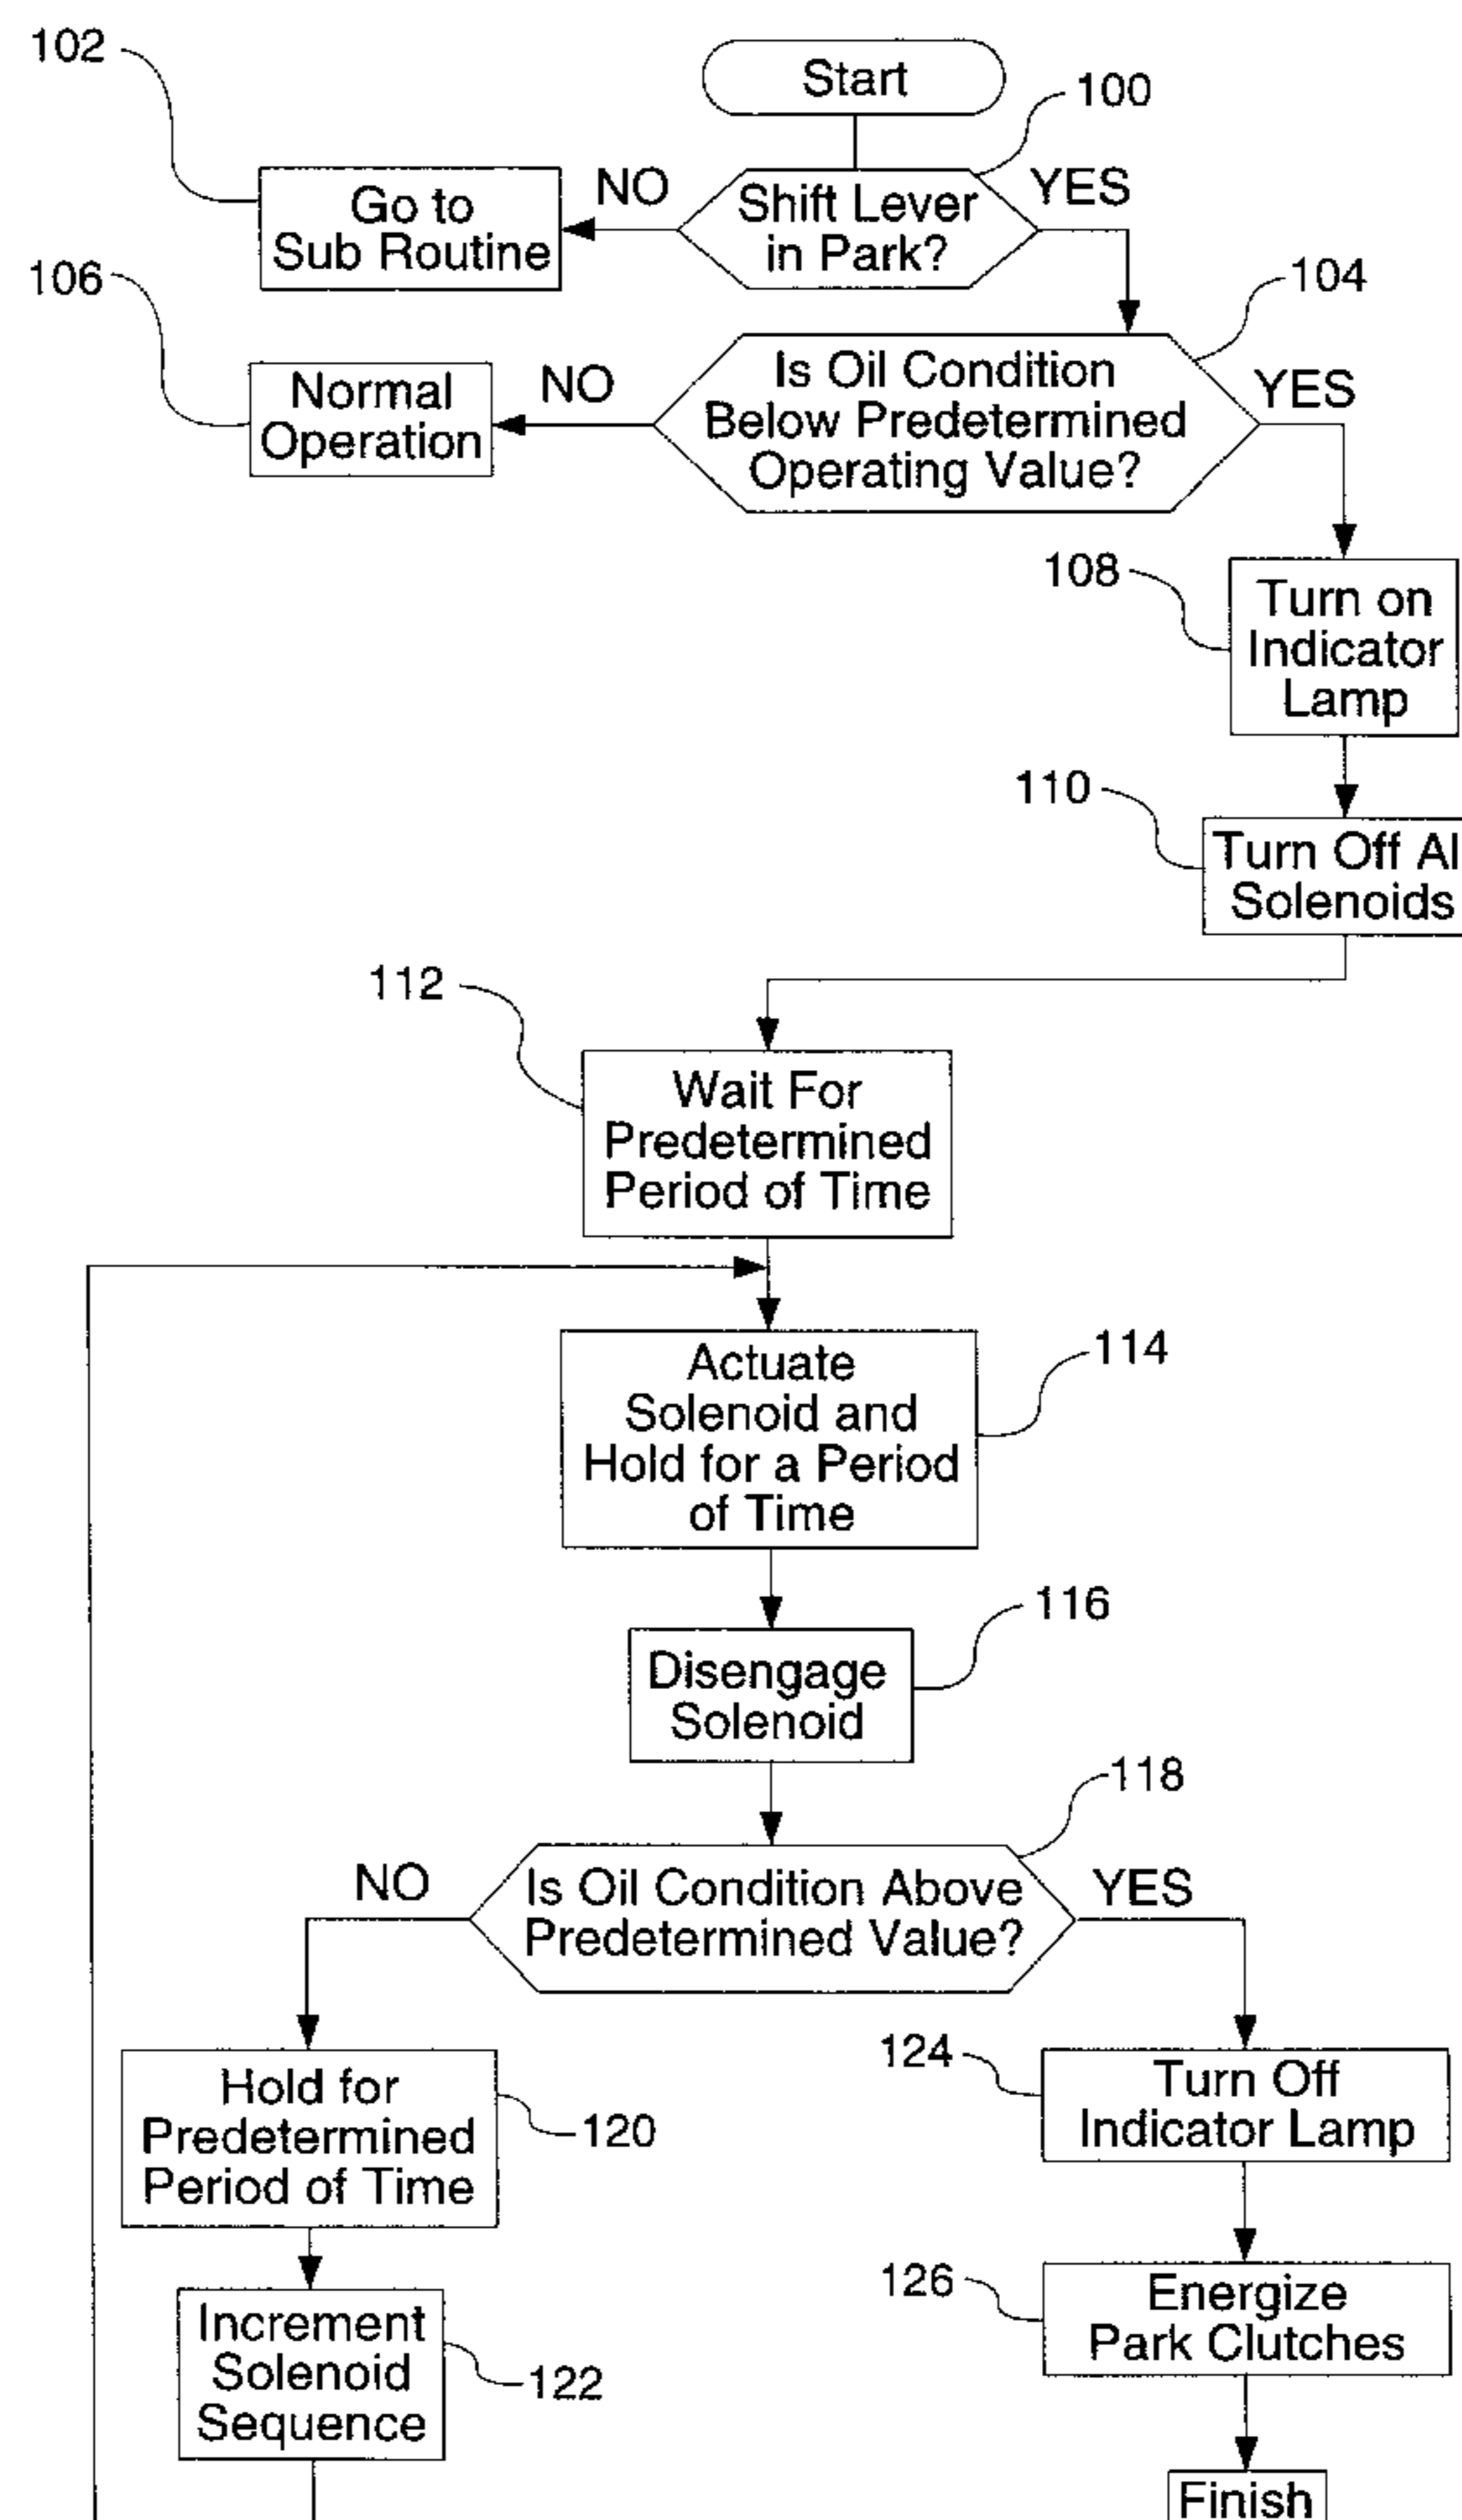 102
Start
100
NO
YES
Go to
Sub Routine
Shift Lever
in Park?
106
104
Normal
Operation
NO
Is Oil Condition
Below Predetermined
Operating Value?
YES
108
Turn on
Indicator
Lamp
110
Turn Off Al
Solenoids
112
Wait For
Predetermined
Period of Time
114
Actuate
Solenoid and
Hold for a Period
of Time
116
Disengage
Solenoid
118
NO
Is Oil Condition Above
Predetermined Value?
YES
124
Hold for
Predetermined
Period of Time
120
Turn Off
Indicator Lamp
126
Increment
Solenoid
Sequence
122
Energize
Park Clutches
Finish